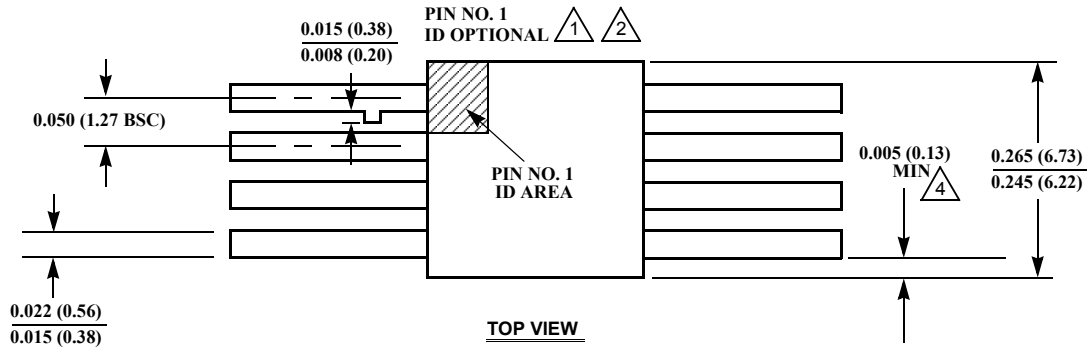 PIN NO. 1
ID OPTIONAL 1 2
0.015 (0.38)
0.008 (0.20)
0.050 (1.27 BSC)
PIN NO. 1
ID AREA
0.005 (0.13)
MIN 4
0.265 (6.73)
0.245 (6.22)
0.022 (0.56)
0.015 (0.38)
TOP VIEW